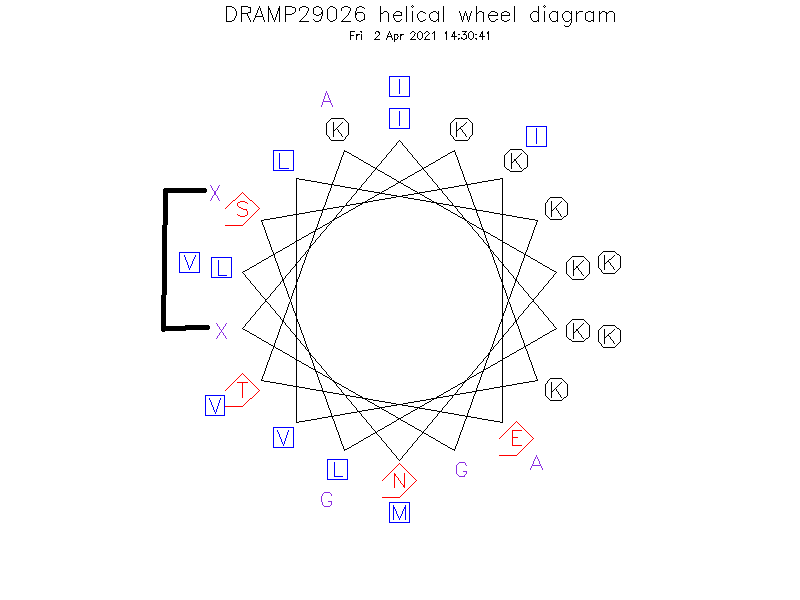 DRAMP29026 helical wheel diagram
Fri 2 Apr 2021 14:30:41
I
A
I
K
K
I
L
K
X
S
K
V
L
K
K
X
K
K
T
V
K
V
E
A
L
G
N
G
M